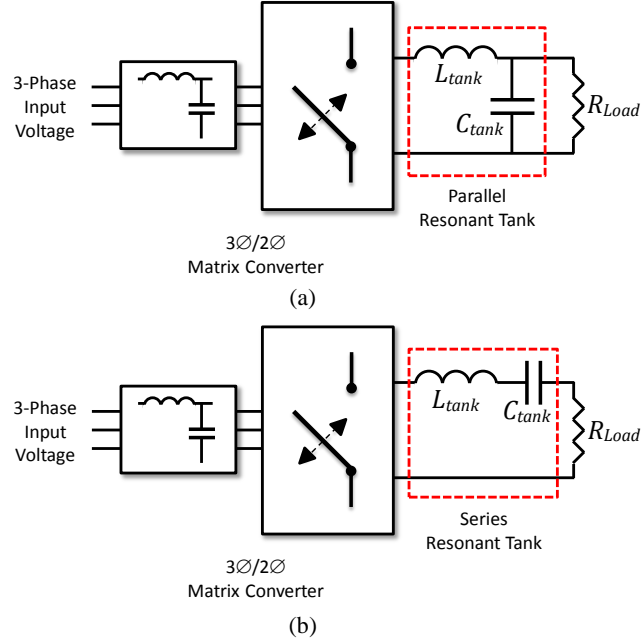 3-Phase
Input
Voltage
L_tank
C_tank
R_Load
Parallel
Resonant Tank
3∅/2∅
Matrix Converter
(a)
3-Phase
Input
Voltage
L_tank
C_tank
R_Load
Series
Resonant Tank
3∅/2∅
Matrix Converter
(b)